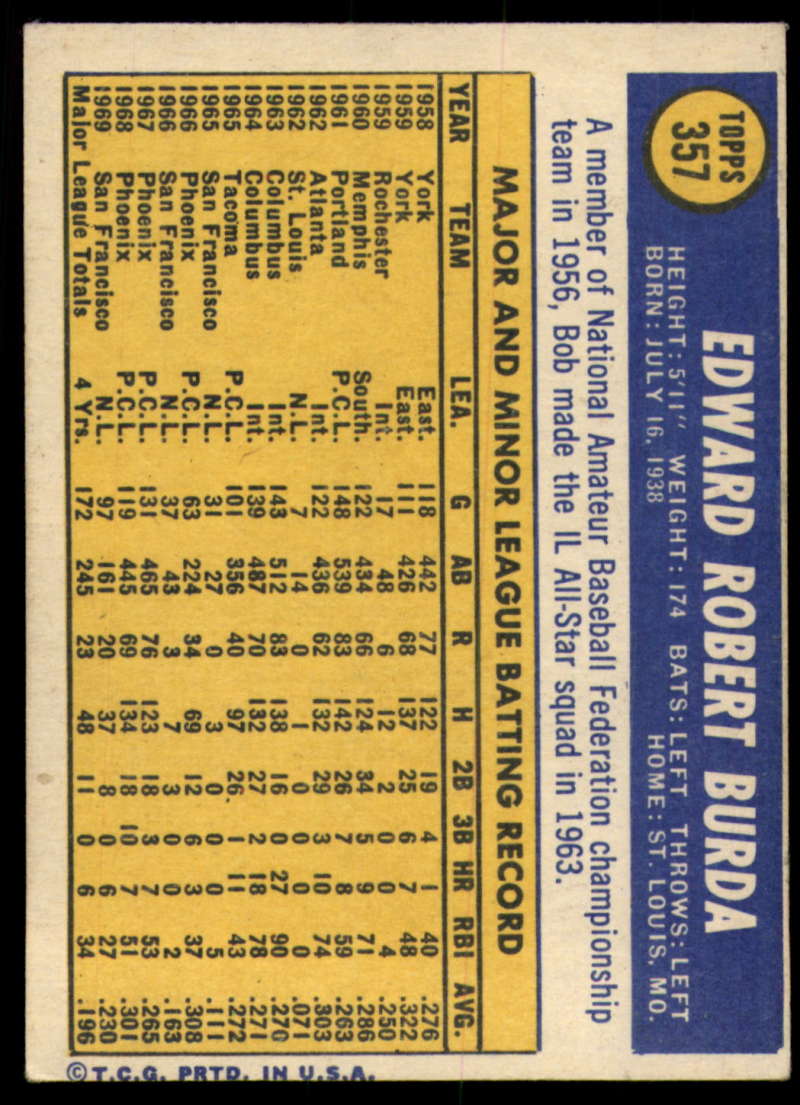 TOPPS
357
EDWARD ROBERT BURDA
HEIGHT: 5'11" WEIGHT: 174 BATS: LEFT THROWS: LEFT
BORN: JULY 16, 1938 HOME: ST. LOUIS, MO.
A member of National Amateur Baseball Federation championship
team in 1956, Bob made the IL All-Star squad in 1963.
MAJOR AND MINOR LEAGUE BATTING RECORD
YEAR TEAM LEA. G AB R H 2B 3B HR RBI AVG.
1958 York East. 118 442 77 122 19 4 1 40 .276
1959 York East. 111 426 68 137 25 6 7 48 .322
1959 Rochester Int. 17 48 6 12 2 0 0 4 .250
1960 Memphis South. 122 434 66 124 34 5 9 71 .286
1961 Portland P.C.L. 148 539 83 142 26 7 8 59 .263
1962 Atlanta Int. 122 436 62 132 29 3 10 74 .303
1962 St. Louis N.L. 7 14 0 1 0 0 0 0 .071
1963 Columbus Int. 143 512 83 138 16 0 27 90 .270
1964 Columbus Int. 139 487 70 132 27 2 18 78 .271
1965 Tacoma P.C.L. 101 356 40 97 26 1 11 43 .272
1965 San Francisco N.L. 31 27 0 3 0 0 0 5 .111
1966 Phoenix P.C.L. 63 224 34 69 12 6 3 37 .308
1966 San Francisco N.L. 37 43 3 7 3 0 0 2 .163
1967 Phoenix P.C.L. 131 465 76 123 18 3 7 53 .265
1968 Phoenix P.C.L. 119 445 69 134 18 10 7 51 .301
1969 San Francisco N.L. 97 161 20 37 8 0 6 27 .230
Major League Totals 4 Yrs. 172 245 23 48 11 0 6 34 .196
© T.C.G. PRTD. IN U.S.A.